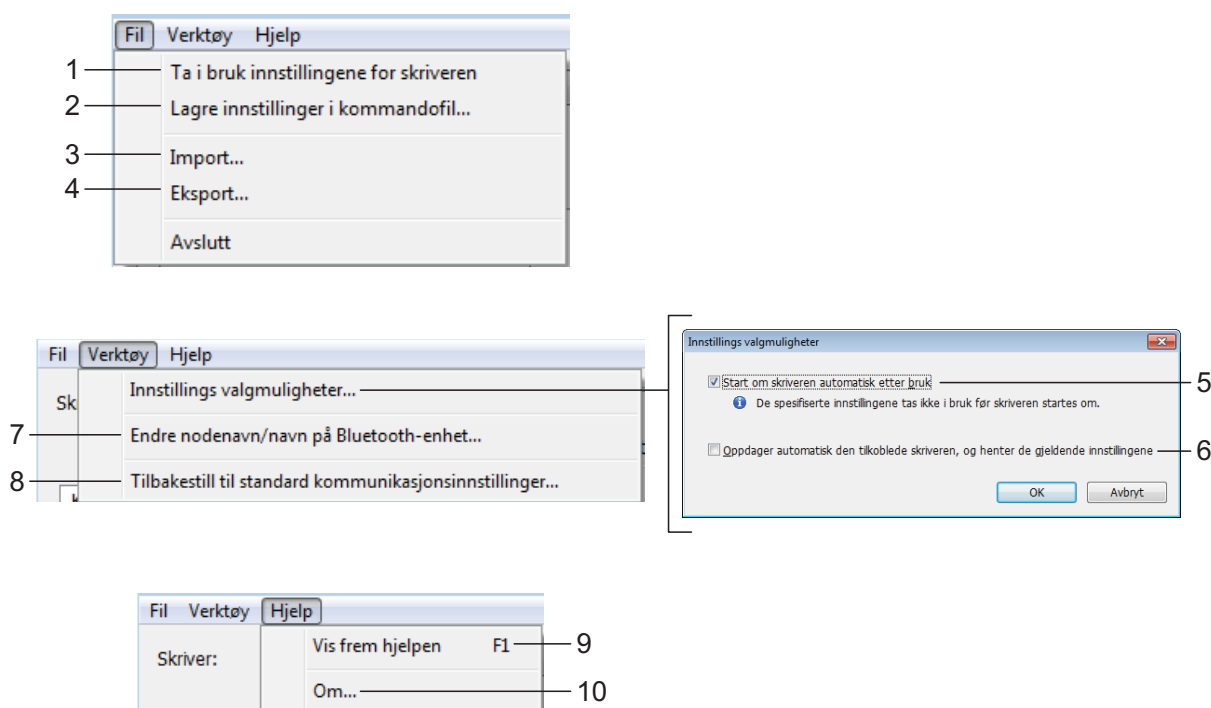 Fil Verktøy Hjelp
1 Ta i bruk innstillingene for skriveren
2 Lagre innstillinger i kommandofil...
3 Import...
4 Eksport...
Avslutt
Fil Verktøy Hjelp
Sk
Innstillings valgmuligheter...
7 Endre nodenavn/navn på Bluetooth-enhet...
8 Tilbakestill til standard kommunikasjonsinnstillinger...
Innstillings valgmuligheter
Start om skriveren automatisk etter bruk 5
De spesifiserte innstillingene tas ikke i bruk før skriveren startes om.
Oppdager automatisk den tilkoblede skriveren, og henter de gjeldende innstillingene 6
OK Avbryt
Fil Verktøy Hjelp
Skriver:
Vis frem hjelpen F1 9
Om... 10